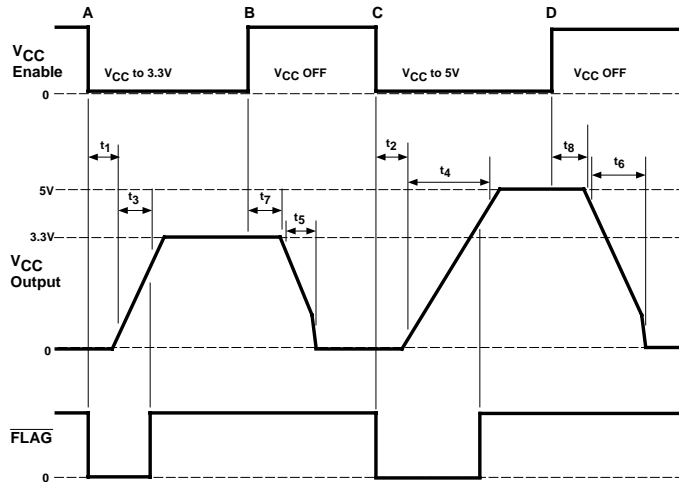 A B C D
VCC
Enable
VCC to 3.3V VCC OFF VCC to 5V VCC OFF
0
t1 t2 t8
t4 t6
5V
t3 t7
t5
3.3V
VCC
Output
0
FLAG
0